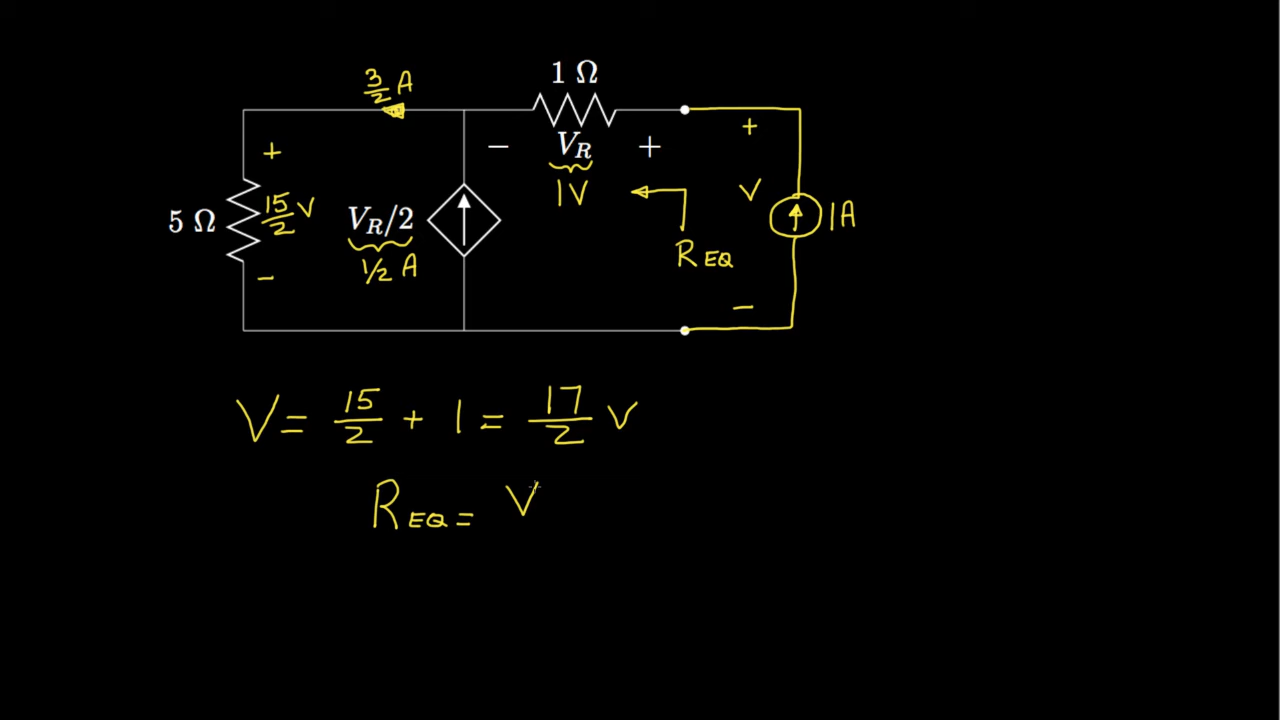 3/2 A
1 Ω
− V_R +
1V
+
5 Ω
15/2 V
−
V_R/2
1/2 A
R_EQ
+
V
−
1A
V = 15/2 + 1 = 17/2 V
R_EQ = V